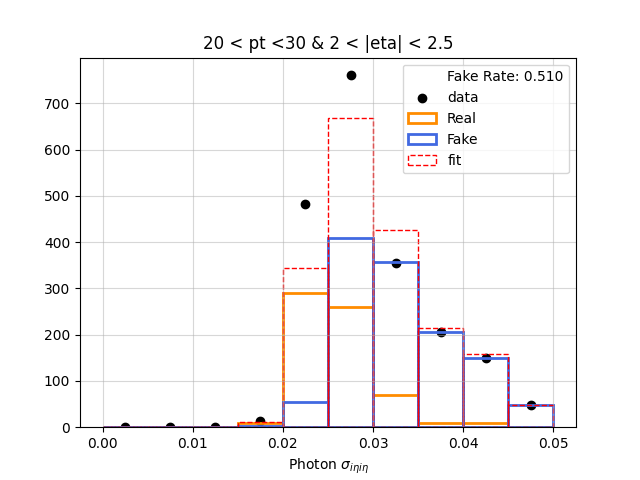 20 < pt <30 & 2 < |eta| < 2.5
Fake Rate: 0.510
data
Real
Fake
fit
700
600
500
400
300
200
100
0
0.00 0.01 0.02 0.03 0.04 0.05
Photon σiηiη